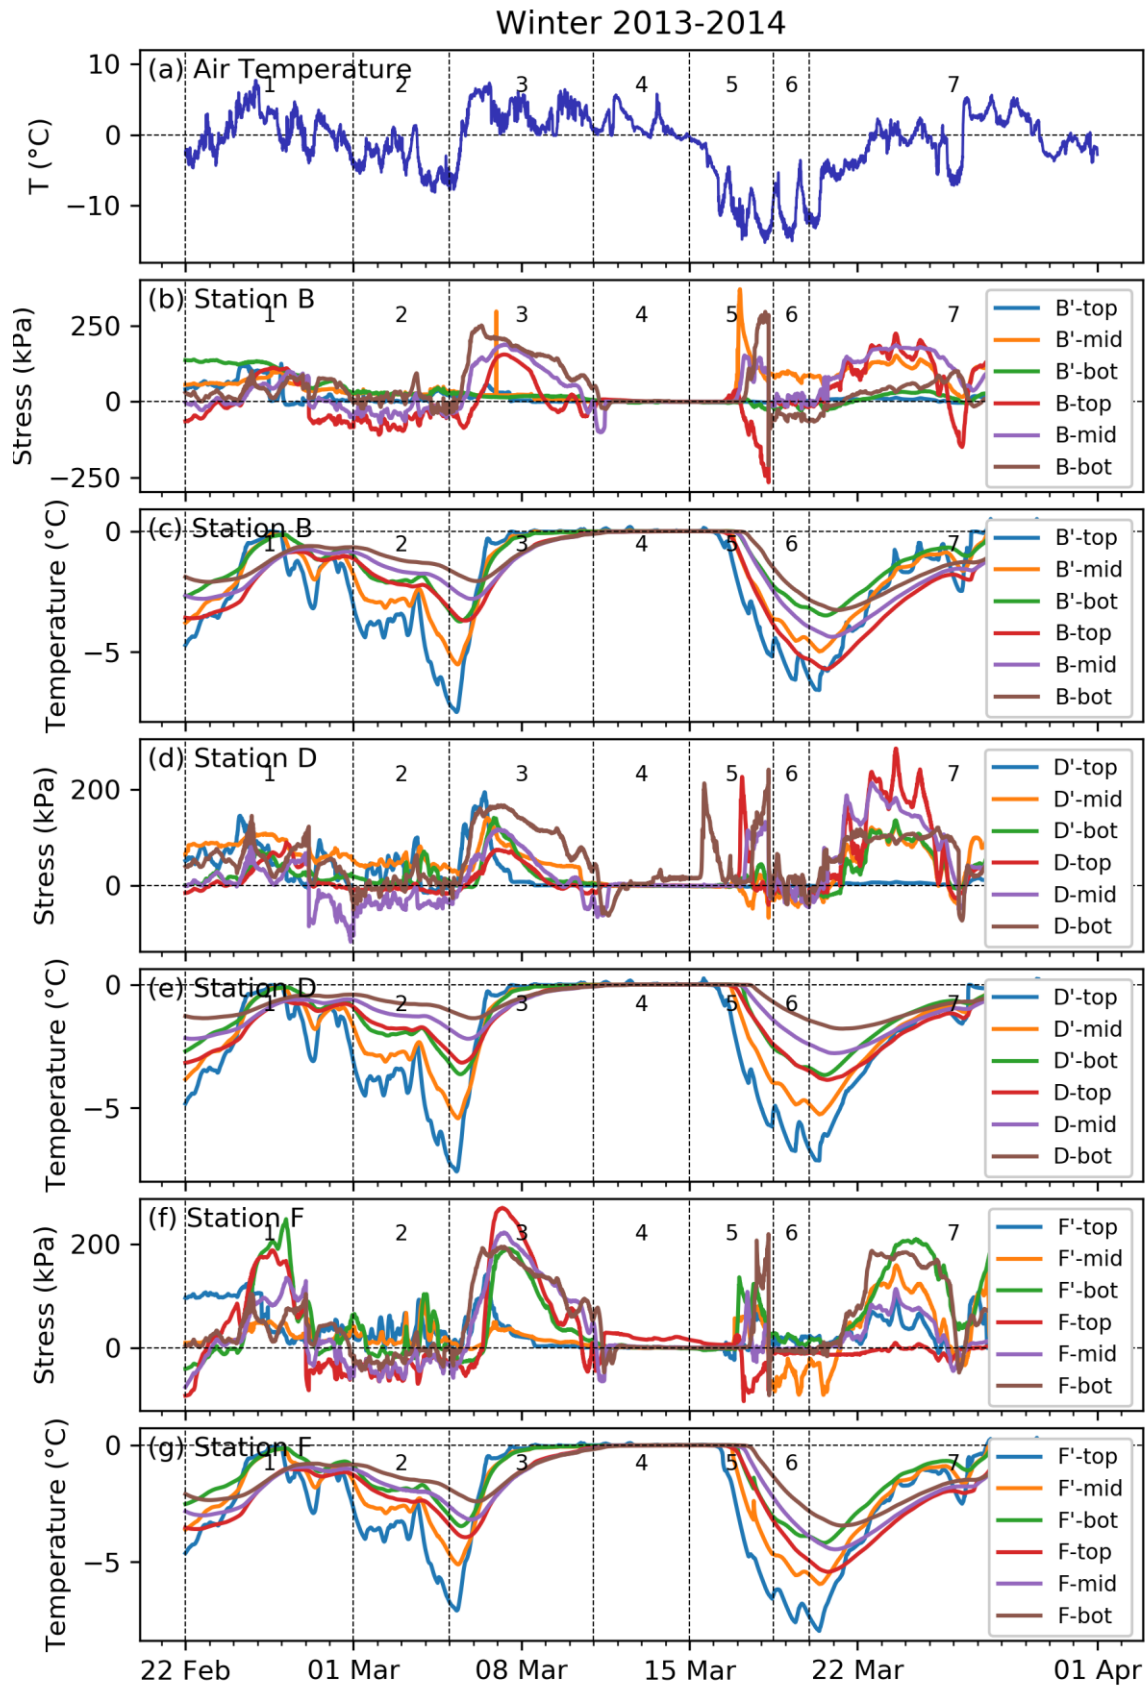 Winter 2013-2014
(a) Air Temperature
1 2 3 4 5 6 7
10
0
−10
T (°C)
(b) Station B
1 2 3 4 5 6 7
250
0
−250
Stress (kPa)
B'-top
B'-mid
B'-bot
B-top
B-mid
B-bot
(c) Station B
1 2 3 4 5 6 7
0
−5
Temperature (°C)
B'-top
B'-mid
B'-bot
B-top
B-mid
B-bot
(d) Station D
1 2 3 4 5 6 7
200
0
Stress (kPa)
D'-top
D'-mid
D'-bot
D-top
D-mid
D-bot
(e) Station D
1 2 3 4 5 6 7
0
−5
Temperature (°C)
D'-top
D'-mid
D'-bot
D-top
D-mid
D-bot
(f) Station F
1 2 3 4 5 6 7
200
0
Stress (kPa)
F'-top
F'-mid
F'-bot
F-top
F-mid
F-bot
(g) Station F
1 2 3 4 5 6 7
0
−5
Temperature (°C)
F'-top
F'-mid
F'-bot
F-top
F-mid
F-bot
22 Feb 01 Mar 08 Mar 15 Mar 22 Mar 01 Apr